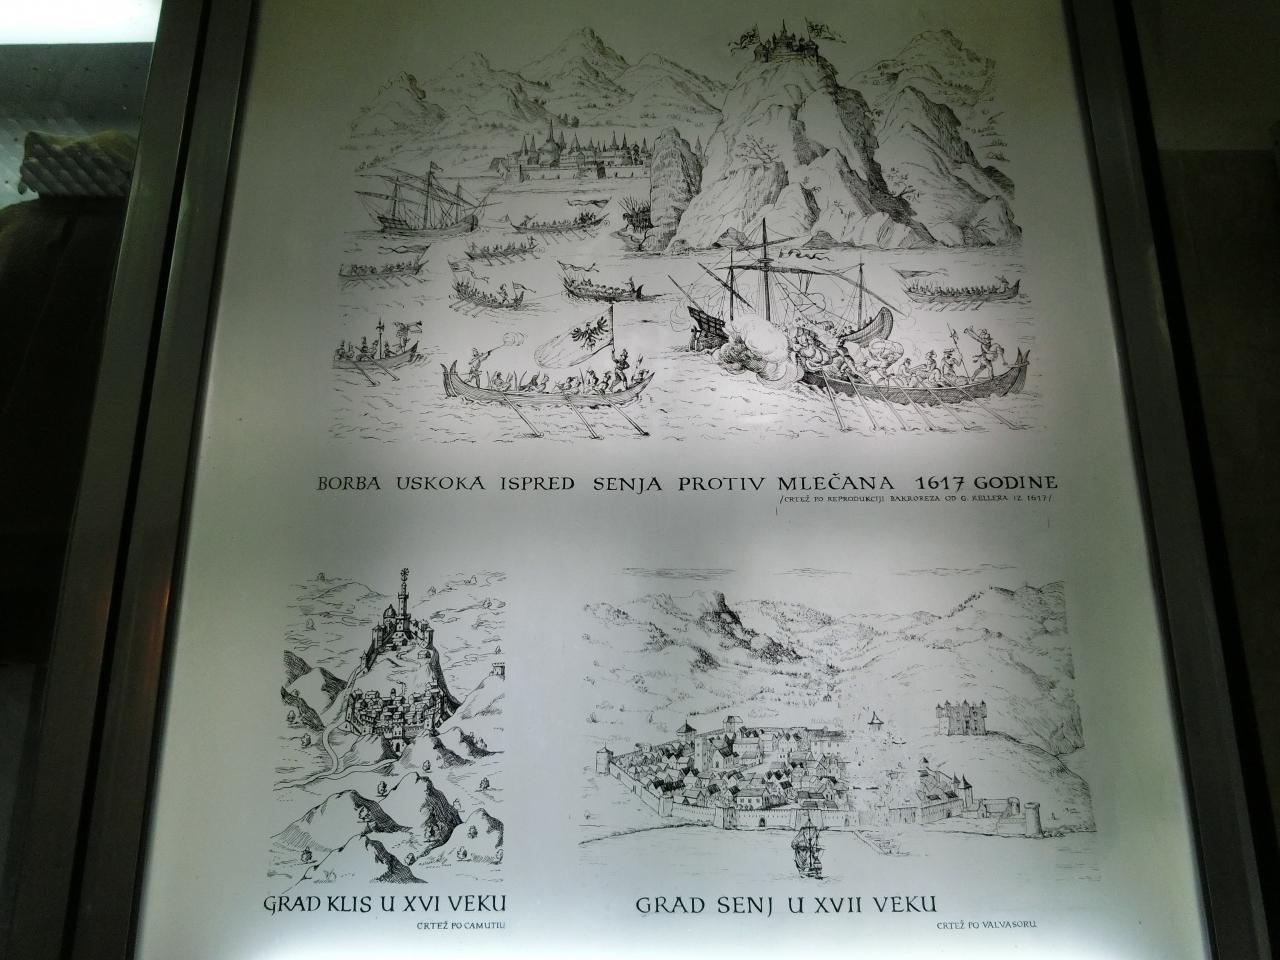 BORBA USKOKA ISPRED SENJA PROTIV MLEČANA 1617 GODINE
/CRTEŽ PO REPRODUKCIJI BAKROREZA OD G. KELLERA IZ 1617/
GRAD KLIS U XVI VEKU
CRTEŽ PO CAMUTIU
GRAD SENJ U XVII VEKU
CRTEŽ PO VALVASORU